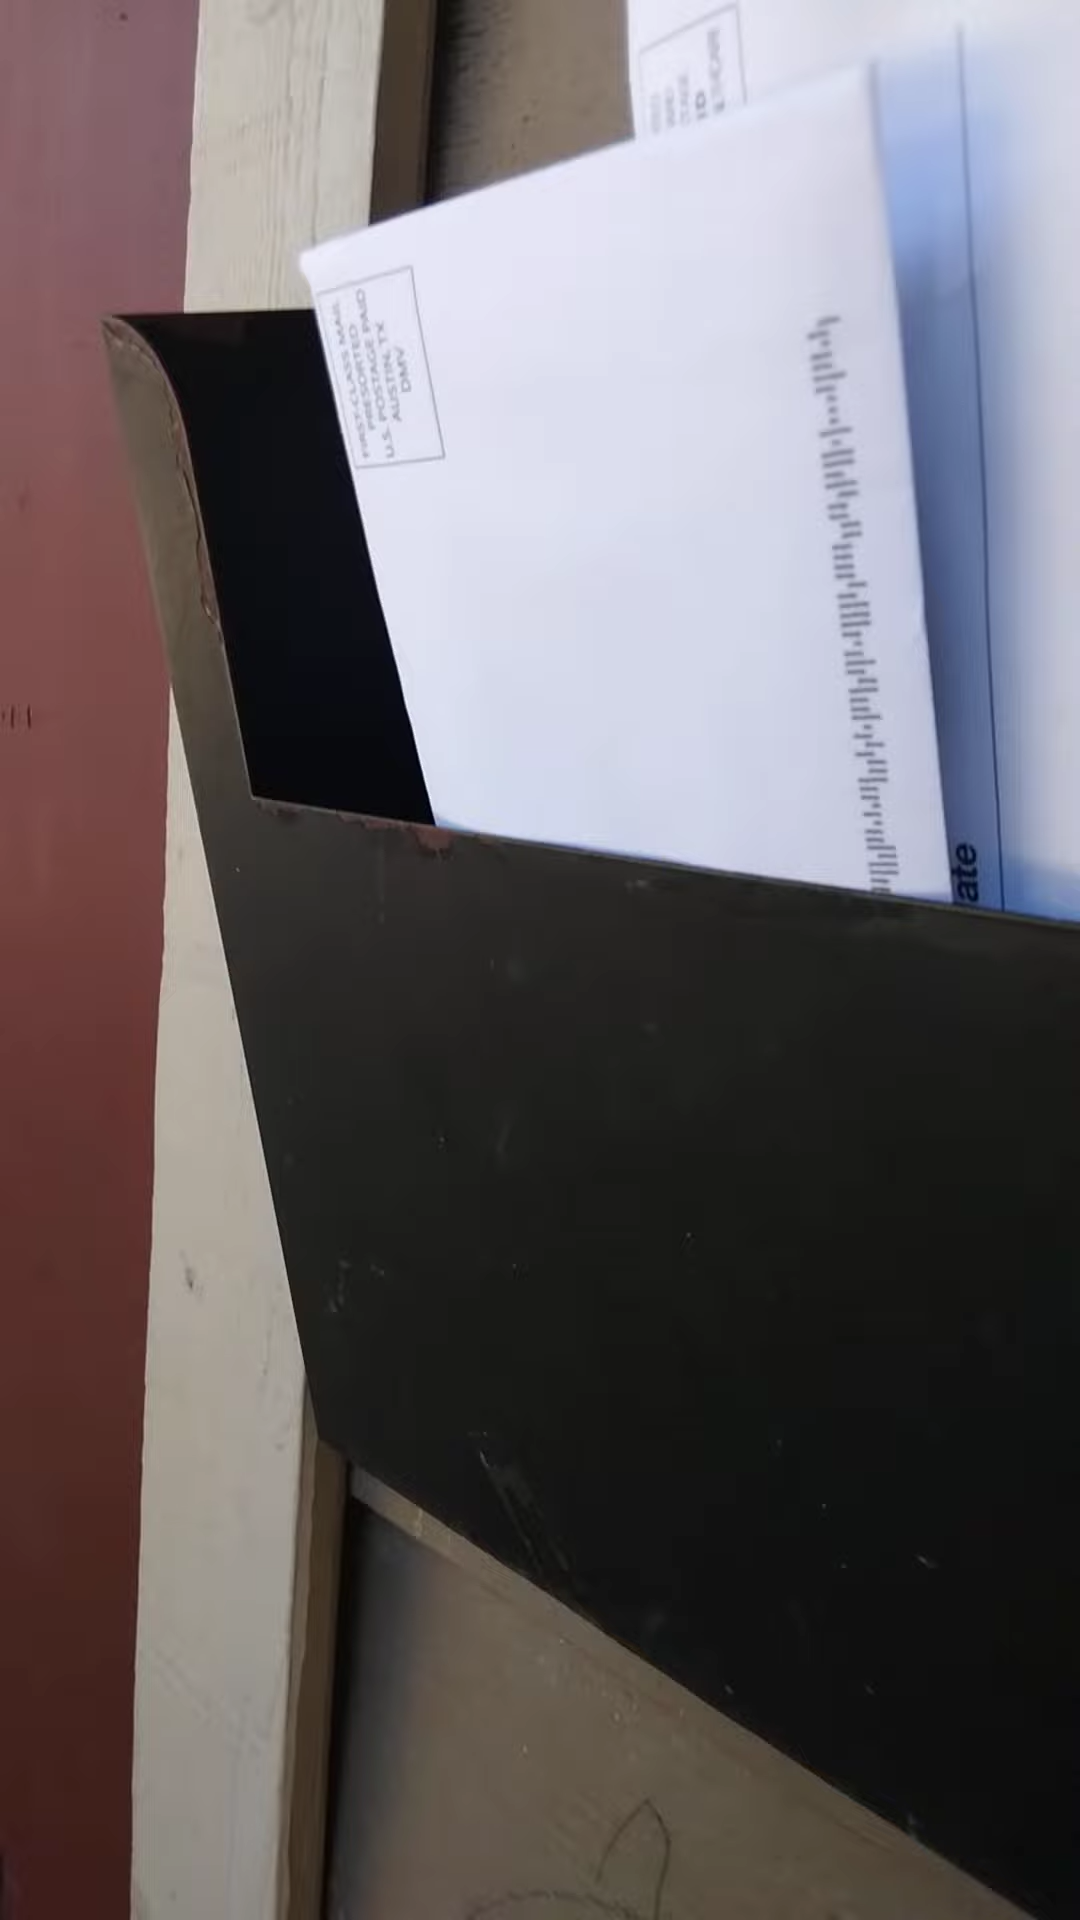 FIRST-CLASS MAIL
PRESORTED
U.S. POSTAGE PAID
AUSTIN, TX
DMV
ate